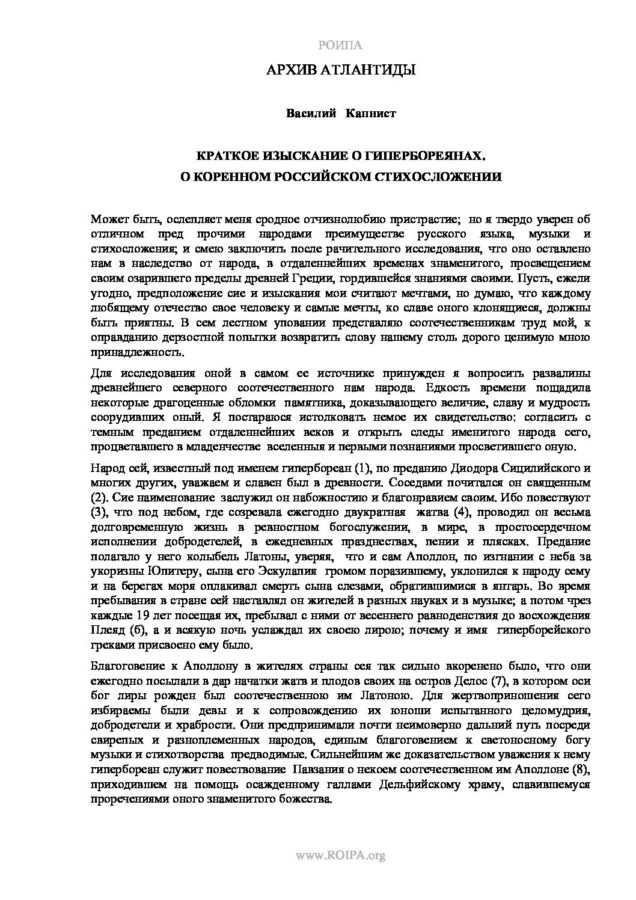 РОИПА
АРХИВ АТЛАНТИДЫ
Василий Капнист
КРАТКОЕ ИЗЫСКАНИЕ О ГИПЕРБОРЕЯНАХ.
О КОРЕННОМ РОССИЙСКОМ СТИХОСЛОЖЕНИИ
Может быть, ослепляет меня сродное отчизнолюбию пристрастие; но я твердо уверен об
отличном пред прочими народами преимуществе русского языка, музыки и
стихосложения; и смею заключить после рачительного исследования, что оно оставлено
нам в наследство от народа, в отдаленнейших временах знаменитого, просвещением
своим озарившего пределы древней Греции, гордившейся знаниями своими. Пусть, ежели
угодно, предположение сие и изыскания мои считают мечтами, но думаю, что каждому
любящему отечество свое человеку и самые мечты, ко славе оного клонящиеся, должны
быть приятны. В сем лестном уповании представляю соотечественникам труд мой, к
оправданию дерзостной попытки возвратить слову нашему столь дорого ценимую мною
принадлежность.
Для исследования оной в самом ее источнике принужден я вопросить развалины
древнейшего северного соотечественного нам народа. Едкость времени пощадила
некоторые драгоценные обломки памятника, доказывающего величие, славу и мудрость
соорудивших оный. Я постараюся истолковать немое их свидетельство: согласить с
темным преданием отдаленнейших веков и открыть следы именитого народа сего,
процветавшего в младенчестве вселенныя и первыми познаниями просветившего оную.
Народ сей, известный под именем гипербореан (1), по преданию Диодора Сицилийского и
многих других, уважаем и славен был в древности. Соседами почитался он священным
(2). Сие наименование заслужил он набожностию и благонравием своим. Ибо повествуют
(3), что под небом, где созревала ежегодно двукратная жатва (4), проводил он весьма
долговременную жизнь в ревностном богослужении, в мире, в простосердечном
исполнении добродетелей, в ежедневных празднествах, пении и плясках. Предание
полагало у него колыбель Латоны, уверяя, что и сам Аполлон, по изгнании с неба за
укоризны Юпитеру, сына его Эскулапия громом поразившему, уклонился к народу сему
и на берегах моря оплакивал смерть сына слезами, обратившимися в янтарь. Во время
пребывания в стране сей наставлял он жителей в разных науках и в музыке; а потом чрез
каждые 19 лет посещая их, пребывал с ними от весеннего равноденствия до восхождения
Плеяд (6), а и всякую ночь услаждал их своею лирою; почему и имя гиперборейского
греками присвоено ему было.
Благоговение к Аполлону в жителях страны сея так сильно вкоренено было, что они
ежегодно посылали в дар начатки жатв и плодов своих на остров Делос (7), в котором оси
бог лиры рожден был соотечественною им Латоною. Для жертвоприношения сего
избираемы были девы и к сопровождению их юноши испытанного целомудрия,
добродетели и храбрости. Они предпринимали почти неимоверно дальний путь посреди
свирепых и разноплеменных народов, единым благоговением к светоносному богу
музыки и стихотворства предводимые. Сильнейшим же доказательством уважения к нему
гипербореан служит повествование Павзания о некоем соотечественном им Аполлоне (8),
приходившем на помощь осажденному галлами Дельфийскому храму, славившемуся
проречениями оного знаменитого божества.
www.ROIPA.org